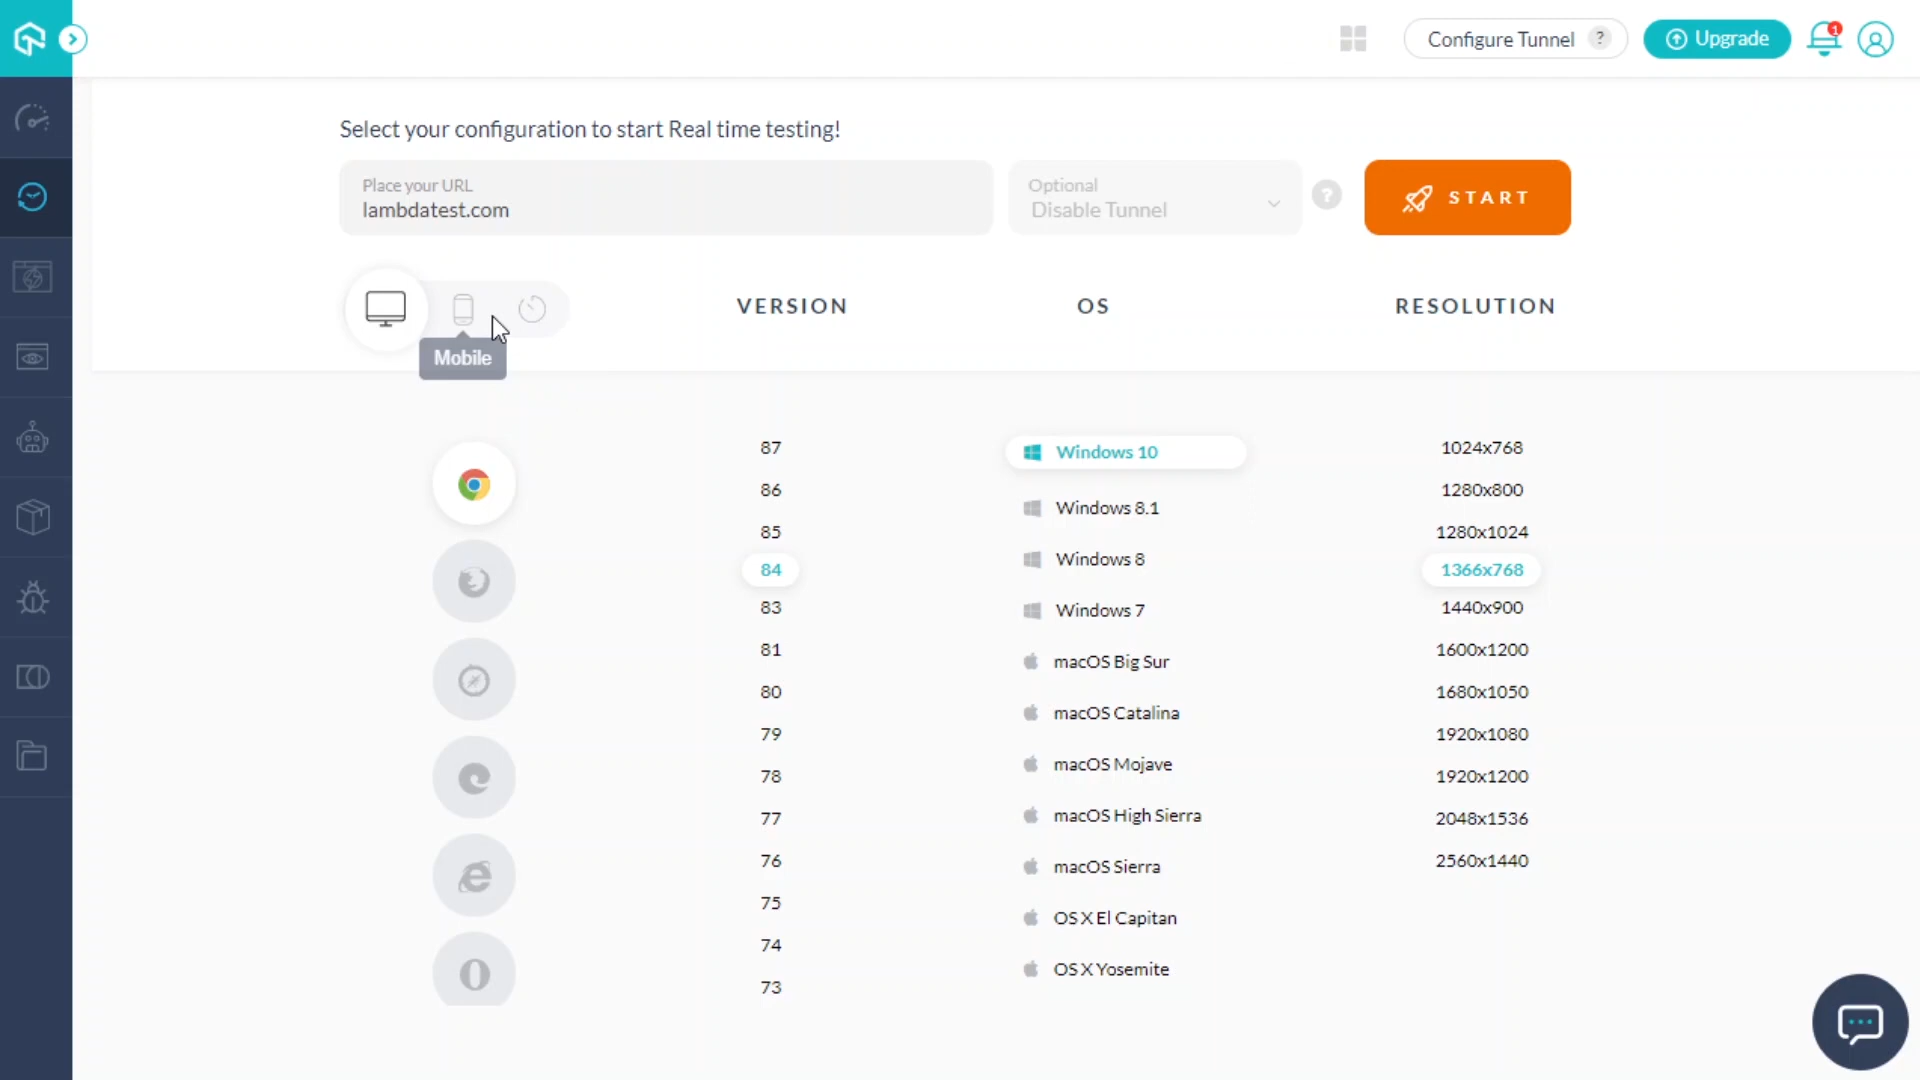 Configure Tunnel ?
Upgrade
1
Select your configuration to start Real time testing!
Place your URL
lambdatest.com
Optional
Disable Tunnel
?
START
VERSION
OS
RESOLUTION
Mobile
87
86
85
84
83
81
80
79
78
77
76
75
74
73
Windows 10
Windows 8.1
Windows 8
Windows 7
macOS Big Sur
macOS Catalina
macOS Mojave
macOS High Sierra
macOS Sierra
OS X El Capitan
OS X Yosemite
1024x768
1280x800
1280x1024
1366x768
1440x900
1600x1200
1680x1050
1920x1080
1920x1200
2048x1536
2560x1440